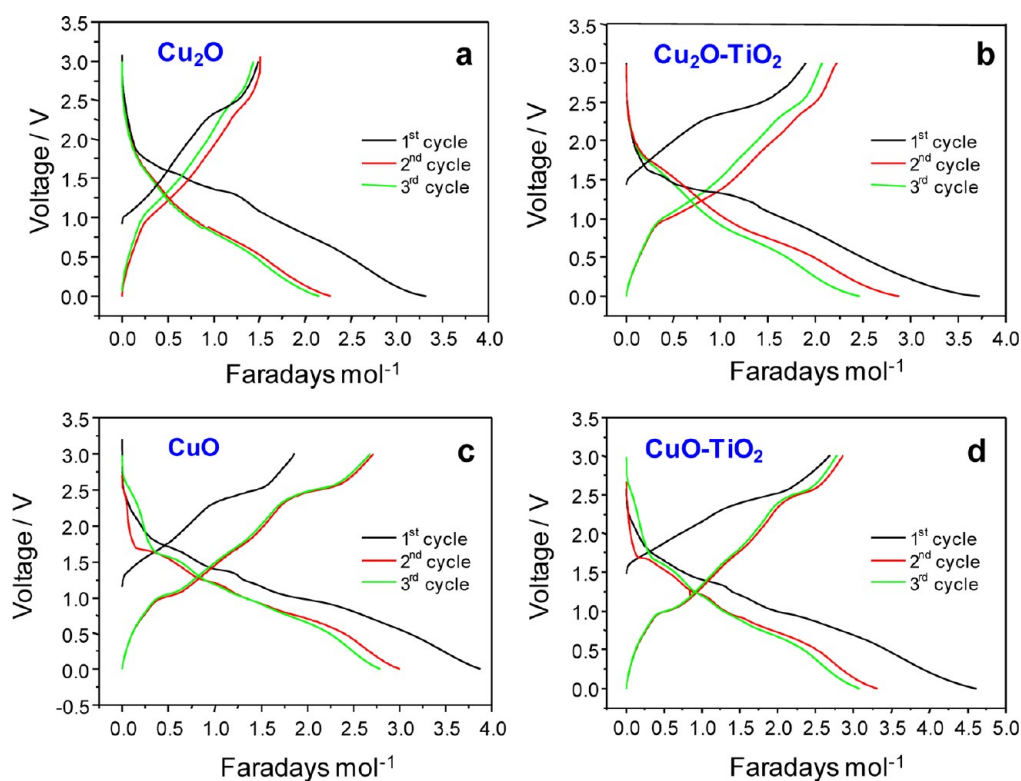 a
Cu₂O
3.5
3.0
2.5
2.0
1.5
1.0
0.5
0.0
Voltage / V
1st cycle
2nd cycle
3rd cycle
0.0 0.5 1.0 1.5 2.0 2.5 3.0 3.5 4.0
Faradays mol⁻¹
b
Cu₂O-TiO₂
3.5
3.0
2.5
2.0
1.5
1.0
0.5
0.0
Voltage / V
1st cycle
2nd cycle
3rd cycle
0.0 0.5 1.0 1.5 2.0 2.5 3.0 3.5 4.0
Faradays mol⁻¹
c
CuO
3.5
3.0
2.5
2.0
1.5
1.0
0.5
0.0
-0.5
Voltage / V
1st cycle
2nd cycle
3rd cycle
0.0 0.5 1.0 1.5 2.0 2.5 3.0 3.5 4.0
Faradays mol⁻¹
d
CuO-TiO₂
3.5
3.0
2.5
2.0
1.5
1.0
0.5
0.0
Voltage / V
1st cycle
2nd cycle
3rd cycle
0.0 0.5 1.0 1.5 2.0 2.5 3.0 3.5 4.0 4.5 5.0
Faradays mol⁻¹